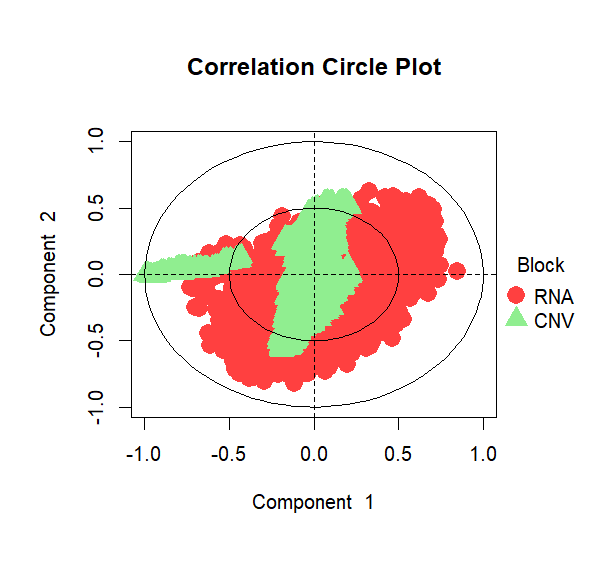 Correlation Circle Plot
Component 2
1.0
0.5
0.0
-0.5
-1.0
Block
RNA
CNV
-1.0 -0.5 0.0 0.5 1.0
Component 1